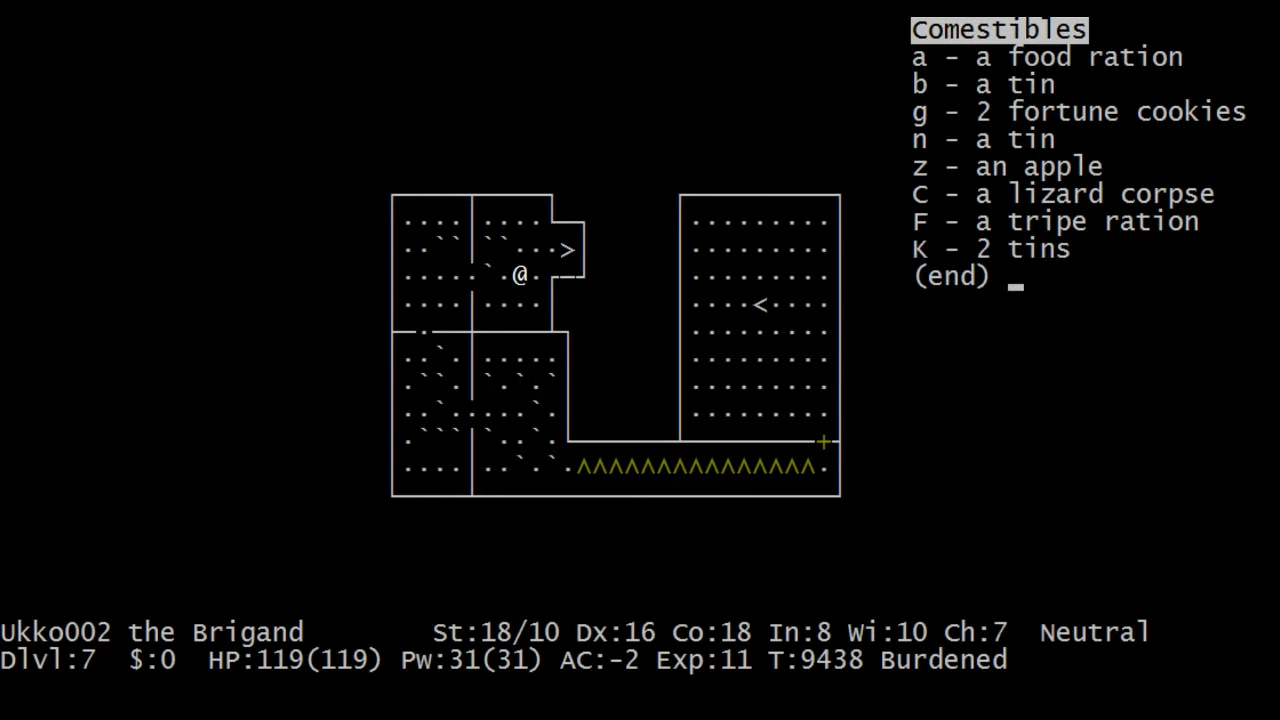 Comestibles
a - a food ration
b - a tin
g - 2 fortune cookies
n - a tin
z - an apple
C - a lizard corpse
F - a tripe ration
K - 2 tins
(end)
....|....
..``|``...>
.....`.@.
....|....
.
..`.|.....
.``.|`.`.`
..`.....`.
.```.`..`.
....|..`.`.^^^^^^^^^^^^^^^.
.........
.........
.........
....<....
.........
.........
.........
.........
+
Ukko002 the Brigand St:18/10 Dx:16 Co:18 In:8 Wi:10 Ch:7 Neutral
Dlvl:7 $:0 HP:119(119) Pw:31(31) AC:-2 Exp:11 T:9438 Burdened